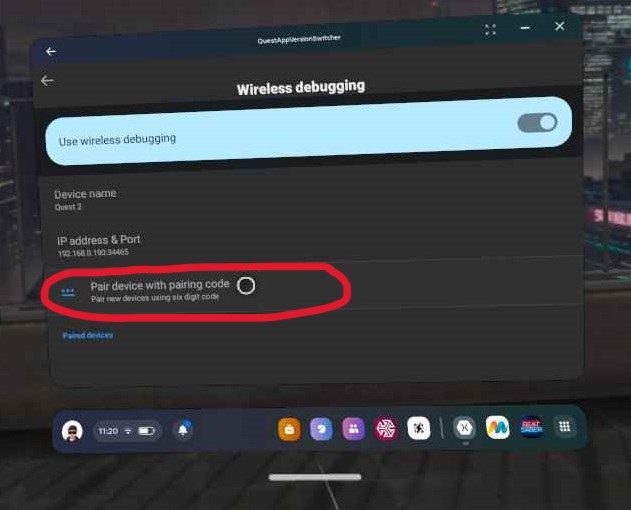 QuestAppVersionSwitcher
Wireless debugging
Use wireless debugging
Device name
Quest 2
IP address & Port
192.168.0.190:34465
Pair device with pairing code
Pair new devices using six digit code
Paired devices
11:20
BEAT SABER